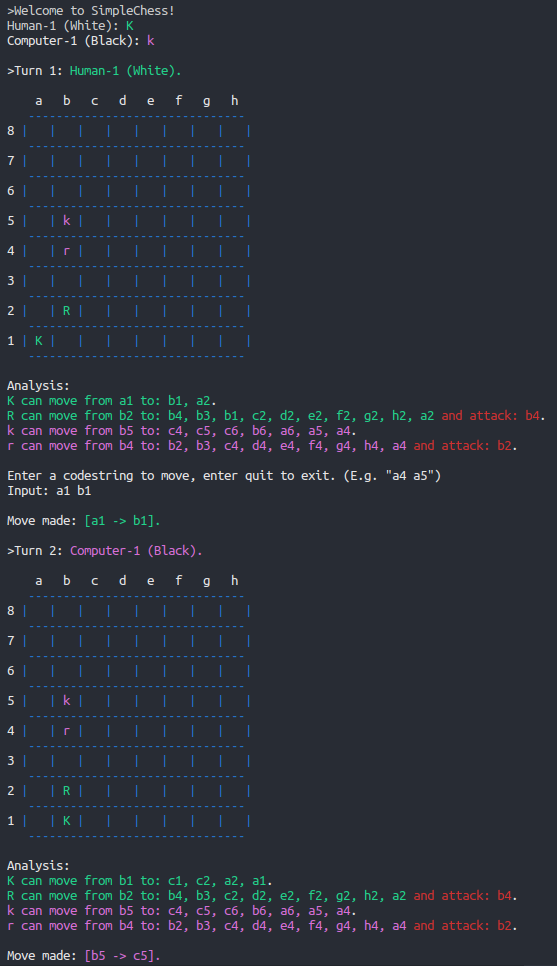 >Welcome to SimpleChess!
Human-1 (White): K
Computer-1 (Black): k

>Turn 1: Human-1 (White).

    a   b   c   d   e   f   g   h
   -------------------------------
8 |   |   |   |   |   |   |   |   |
   -------------------------------
7 |   |   |   |   |   |   |   |   |
   -------------------------------
6 |   |   |   |   |   |   |   |   |
   -------------------------------
5 |   | k |   |   |   |   |   |   |
   -------------------------------
4 |   | r |   |   |   |   |   |   |
   -------------------------------
3 |   |   |   |   |   |   |   |   |
   -------------------------------
2 |   | R |   |   |   |   |   |   |
   -------------------------------
1 | K |   |   |   |   |   |   |   |
   -------------------------------

Analysis:
K can move from a1 to: b1, a2.
R can move from b2 to: b4, b3, b1, c2, d2, e2, f2, g2, h2, a2 and attack: b4.
k can move from b5 to: c4, c5, c6, b6, a6, a5, a4.
r can move from b4 to: b2, b3, c4, d4, e4, f4, g4, h4, a4 and attack: b2.

Enter a codestring to move, enter quit to exit. (E.g. "a4 a5")
Input: a1 b1

Move made: [a1 -> b1].

>Turn 2: Computer-1 (Black).

    a   b   c   d   e   f   g   h
   -------------------------------
8 |   |   |   |   |   |   |   |   |
   -------------------------------
7 |   |   |   |   |   |   |   |   |
   -------------------------------
6 |   |   |   |   |   |   |   |   |
   -------------------------------
5 |   | k |   |   |   |   |   |   |
   -------------------------------
4 |   | r |   |   |   |   |   |   |
   -------------------------------
3 |   |   |   |   |   |   |   |   |
   -------------------------------
2 |   | R |   |   |   |   |   |   |
   -------------------------------
1 |   | K |   |   |   |   |   |   |
   -------------------------------

Analysis:
K can move from b1 to: c1, c2, a2, a1.
R can move from b2 to: b4, b3, c2, d2, e2, f2, g2, h2, a2 and attack: b4.
k can move from b5 to: c4, c5, c6, b6, a6, a5, a4.
r can move from b4 to: b2, b3, c4, d4, e4, f4, g4, h4, a4 and attack: b2.

Move made: [b5 -> c5].